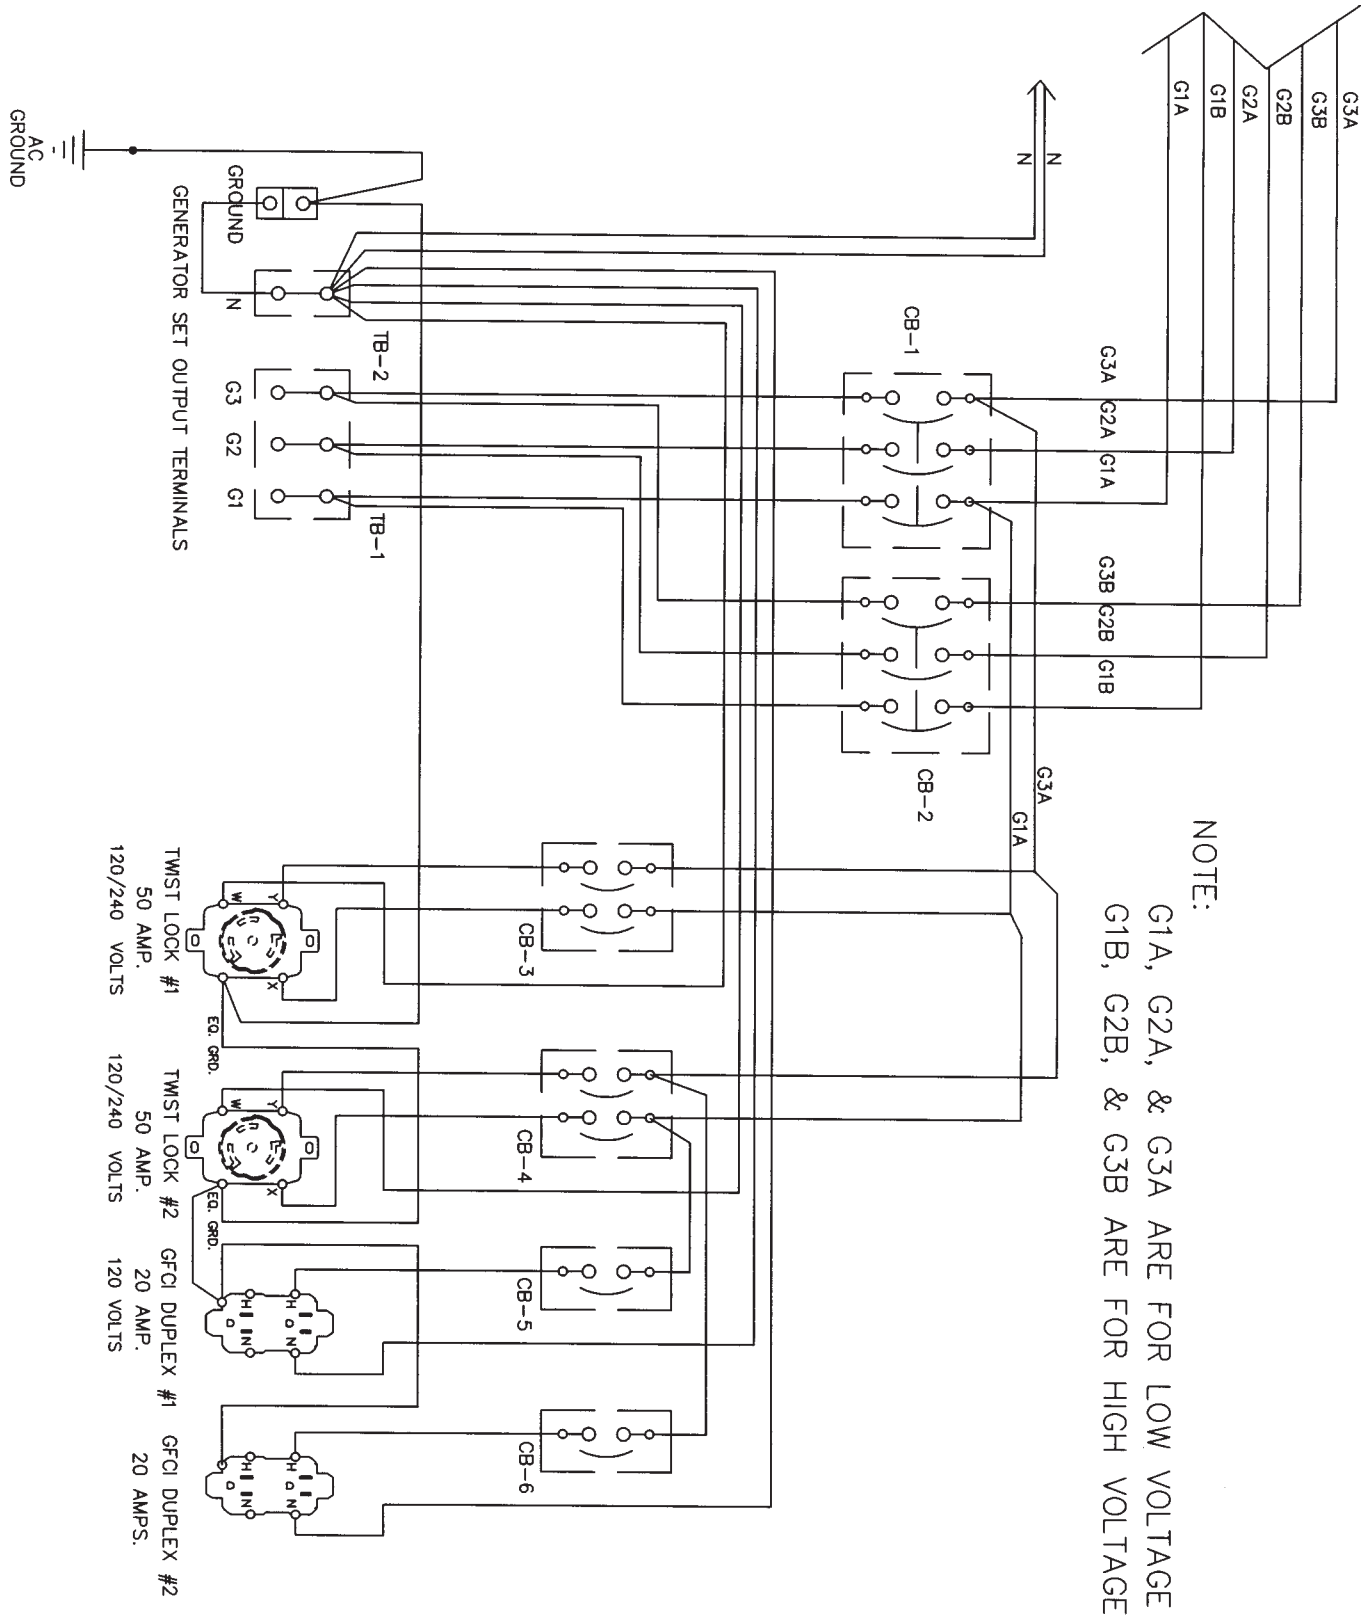 G3A
G3B
G2B
G2A
G1B
G1A
N
N
NOTE:
G1A, G2A, & G3A ARE FOR LOW VOLTAGE
G1B, G2B, & G3B ARE FOR HIGH VOLTAGE
G3A
G2A
G1A
G3B
G2B
G1B
G3A
G1A
CB-1
CB-2
CB-3
CB-4
CB-5
CB-6
TB-2
TB-1
GROUND
N
G3
G2
G1
GENERATOR SET OUTPUT TERMINALS
AC
GROUND
Y
W
X
EQ. GRD.
Y
W
X
EQ. GRD.
H
N
H
N
H
N
H
N
TWIST LOCK #1
50 AMP.
120/240 VOLTS
TWIST LOCK #2
50 AMP.
120/240 VOLTS
GFCI DUPLEX #1
20 AMP.
120 VOLTS
GFCI DUPLEX #2
20 AMPS.